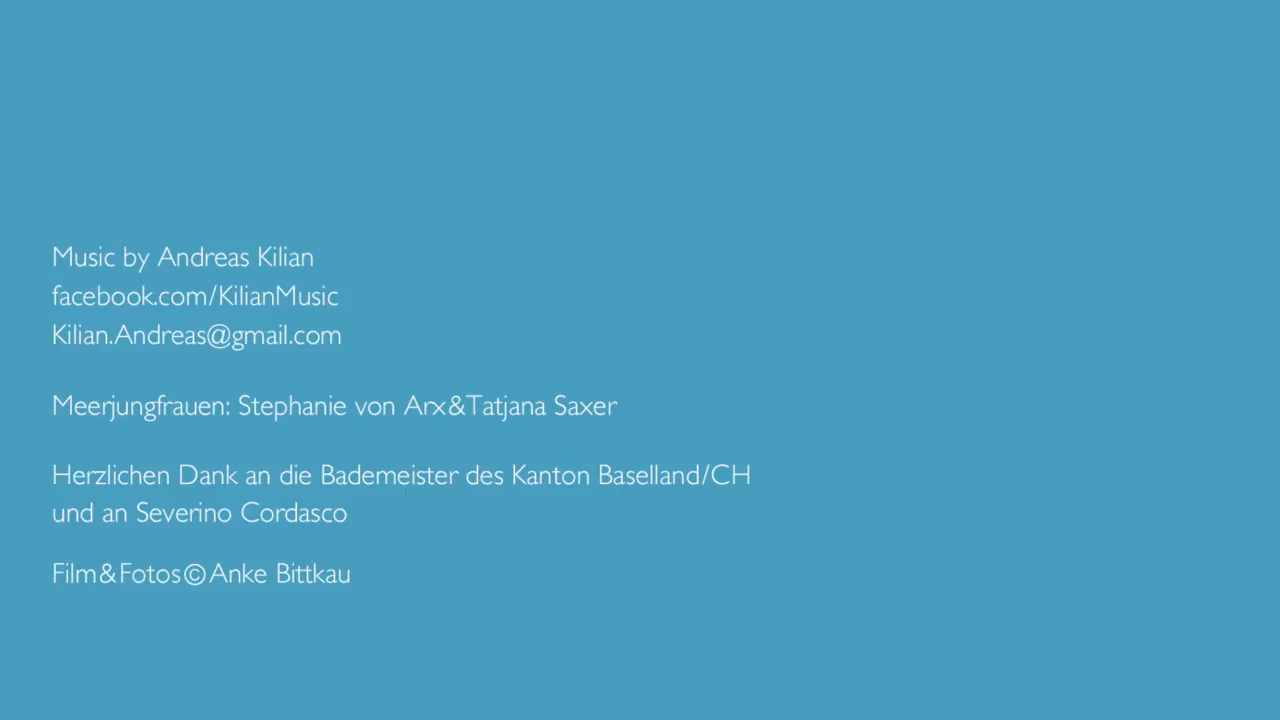 Music by Andreas Kilian
facebook.com/KilianMusic
Kilian.Andreas@gmail.com
Meerjungfrauen: Stephanie von Arx&Tatjana Saxer
Herzlichen Dank an die Bademeister des Kanton Baselland/CH
und an Severino Cordasco
Film&Fotos©Anke Bittkau